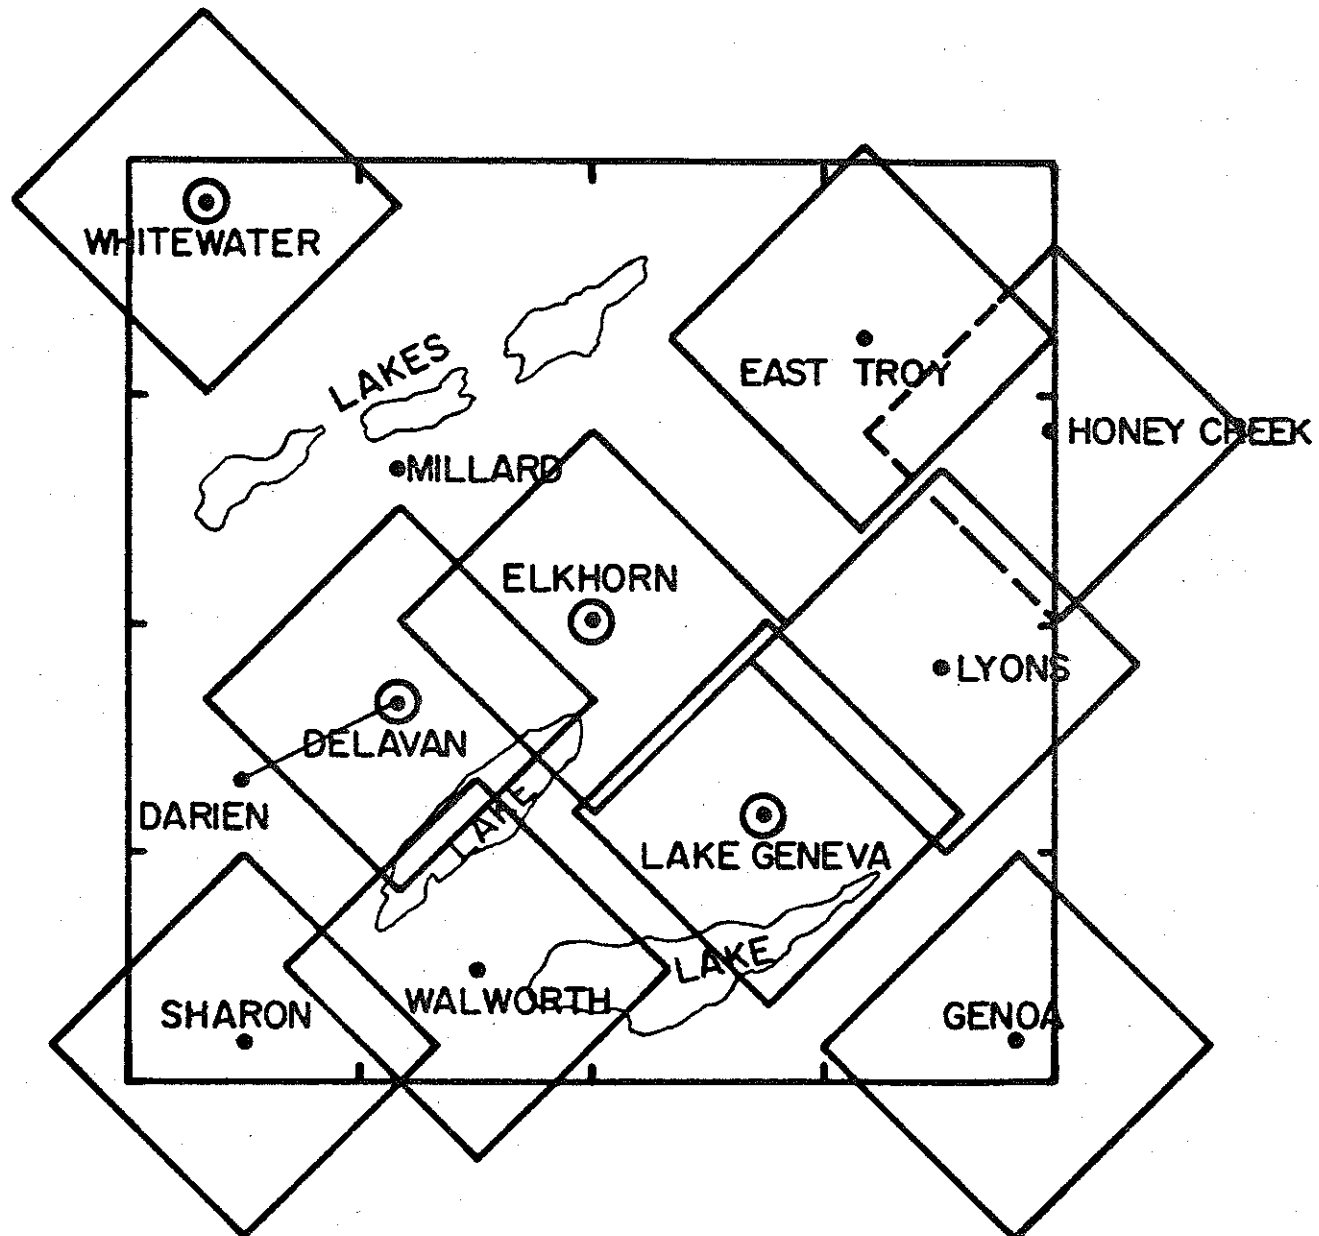 WHITEWATER
LAKES
EAST TROY
HONEY CREEK
MILLARD
ELKHORN
LYONS
DELAVAN
DARIEN
LAKE
LAKE GENEVA
LAKE
SHARON
WALWORTH
GENOA